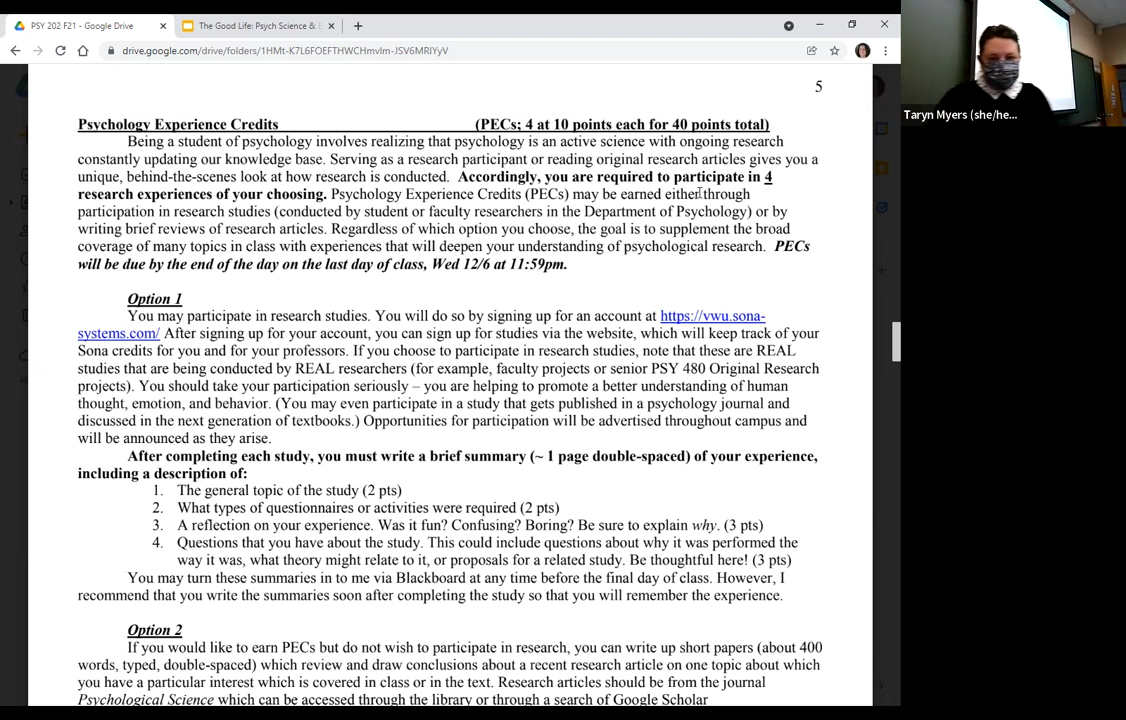 PSY 202 F21 - Google Drive
The Good Life: Psych Science &
drive.google.com/drive/folders/1HMt-K7L6FOEFTHWCHmvIm-JSV6MRIYyV
5
Psychology Experience Credits (PECs; 4 at 10 points each for 40 points total)
Being a student of psychology involves realizing that psychology is an active science with ongoing research
constantly updating our knowledge base. Serving as a research participant or reading original research articles gives you a
unique, behind-the-scenes look at how research is conducted. Accordingly, you are required to participate in 4
research experiences of your choosing. Psychology Experience Credits (PECs) may be earned either through
participation in research studies (conducted by student or faculty researchers in the Department of Psychology) or by
writing brief reviews of research articles. Regardless of which option you choose, the goal is to supplement the broad
coverage of many topics in class with experiences that will deepen your understanding of psychological research. PECs
will be due by the end of the day on the last day of class, Wed 12/6 at 11:59pm.
Option 1
You may participate in research studies. You will do so by signing up for an account at https://vwu.sona-
systems.com/ After signing up for your account, you can sign up for studies via the website, which will keep track of your
Sona credits for you and for your professors. If you choose to participate in research studies, note that these are REAL
studies that are being conducted by REAL researchers (for example, faculty projects or senior PSY 480 Original Research
projects). You should take your participation seriously – you are helping to promote a better understanding of human
thought, emotion, and behavior. (You may even participate in a study that gets published in a psychology journal and
discussed in the next generation of textbooks.) Opportunities for participation will be advertised throughout campus and
will be announced as they arise.
After completing each study, you must write a brief summary (~ 1 page double-spaced) of your experience,
including a description of:
1. The general topic of the study (2 pts)
2. What types of questionnaires or activities were required (2 pts)
3. A reflection on your experience. Was it fun? Confusing? Boring? Be sure to explain why. (3 pts)
4. Questions that you have about the study. This could include questions about why it was performed the
way it was, what theory might relate to it, or proposals for a related study. Be thoughtful here! (3 pts)
You may turn these summaries in to me via Blackboard at any time before the final day of class. However, I
recommend that you write the summaries soon after completing the study so that you will remember the experience.
Option 2
If you would like to earn PECs but do not wish to participate in research, you can write up short papers (about 400
words, typed, double-spaced) which review and draw conclusions about a recent research article on one topic about which
you have a particular interest which is covered in class or in the text. Research articles should be from the journal
Psychological Science which can be accessed through the library or through a search of Google Scholar
Taryn Myers (she/he...